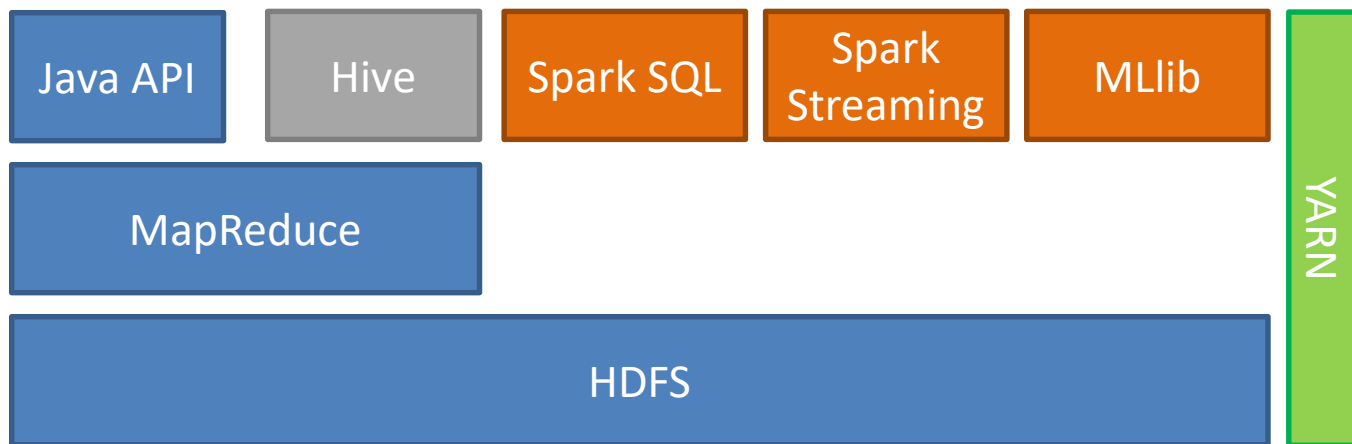 Java API
Hive
Spark SQL
Spark
Streaming
MLlib
YARN
MapReduce
HDFS